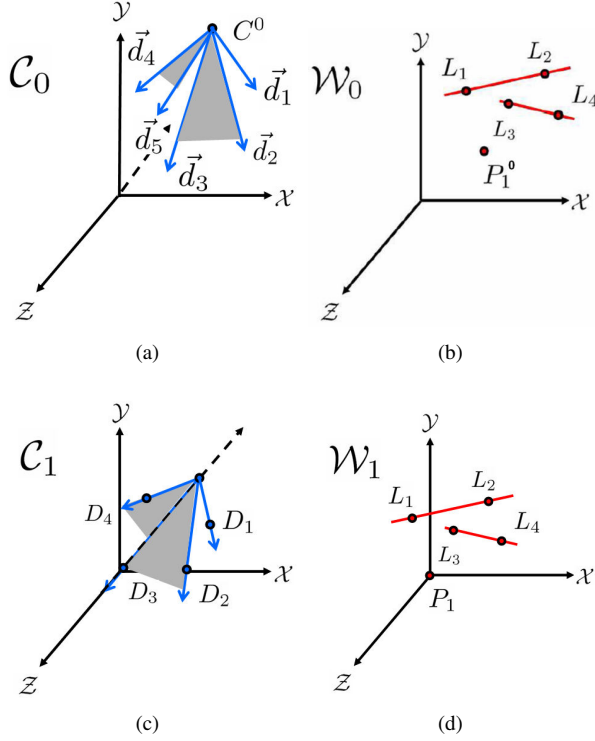 𝒴
𝒞₀
C⁰
d⃗₄
d⃗₁
d⃗₅
d⃗₂
d⃗₃
𝒳
𝒵
(a)
𝒴
𝒲₀
L₁
L₂
L₄
L₃
P₁⁰
𝒳
𝒵
(b)
𝒴
𝒞₁
D₄
D₁
D₃
D₂
𝒳
𝒵
(c)
𝒴
𝒲₁
L₁
L₂
L₄
L₃
P₁
𝒳
𝒵
(d)